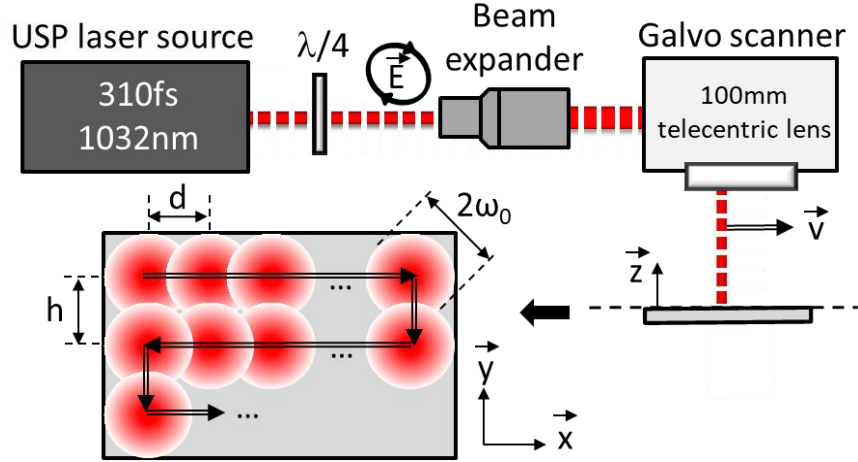 USP laser source
310fs
1032nm
λ/4
E
Beam
expander
Galvo scanner
100mm
telecentric lens
v
z
d
2ω₀
h
...
...
...
y
x